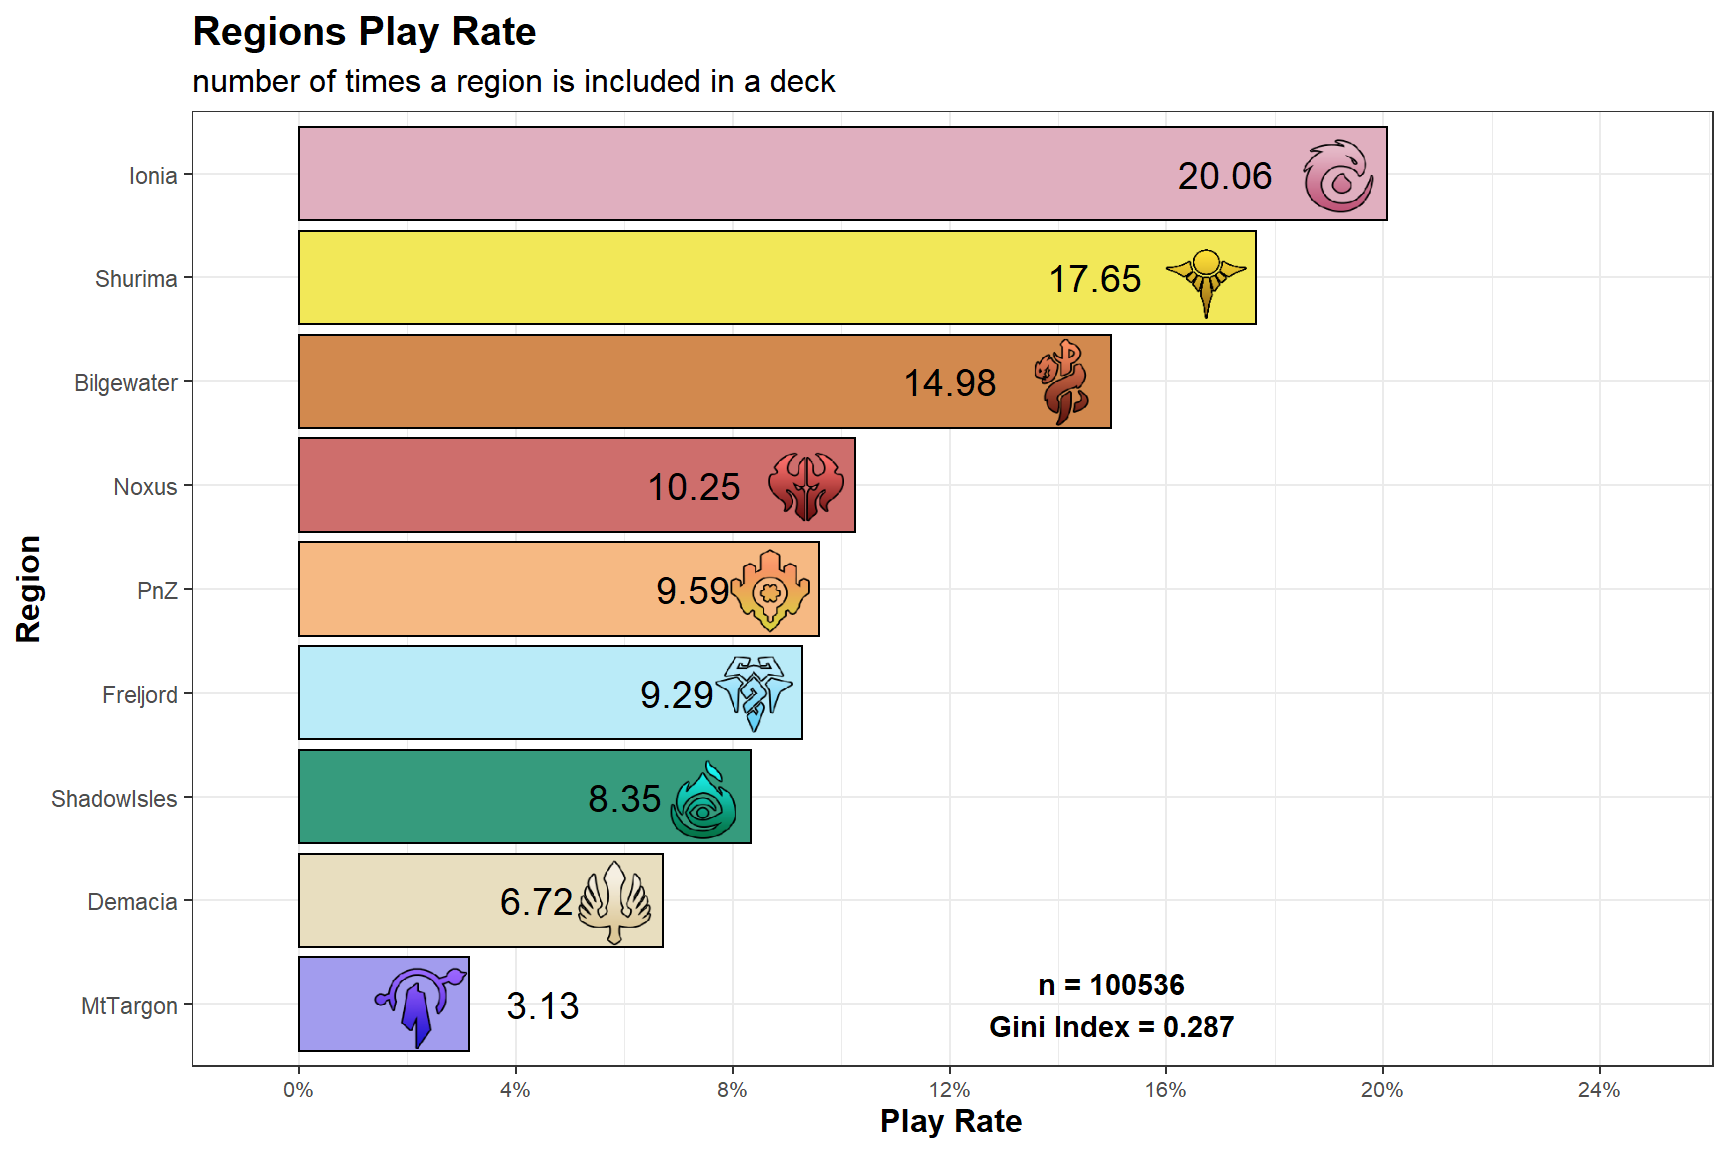 Regions Play Rate
number of times a region is included in a deck
Region
Ionia
20.06
Shurima
17.65
Bilgewater
14.98
Noxus
10.25
PnZ
9.59
Freljord
9.29
ShadowIsles
8.35
Demacia
6.72
MtTargon
3.13
n = 100536
Gini Index = 0.287
0% 4% 8% 12% 16% 20% 24%
Play Rate